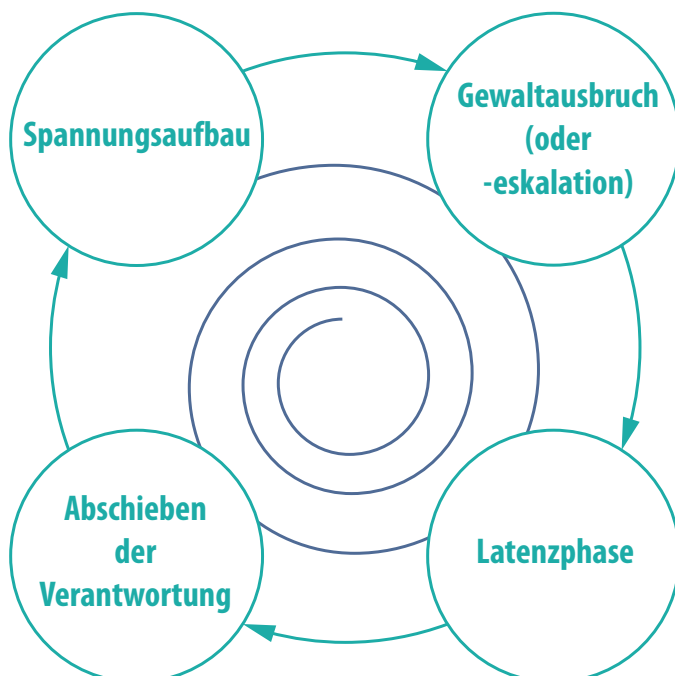 Spannungsaufbau
Gewaltausbruch
(oder
-eskalation)
Abschieben
der
Verantwortung
Latenzphase